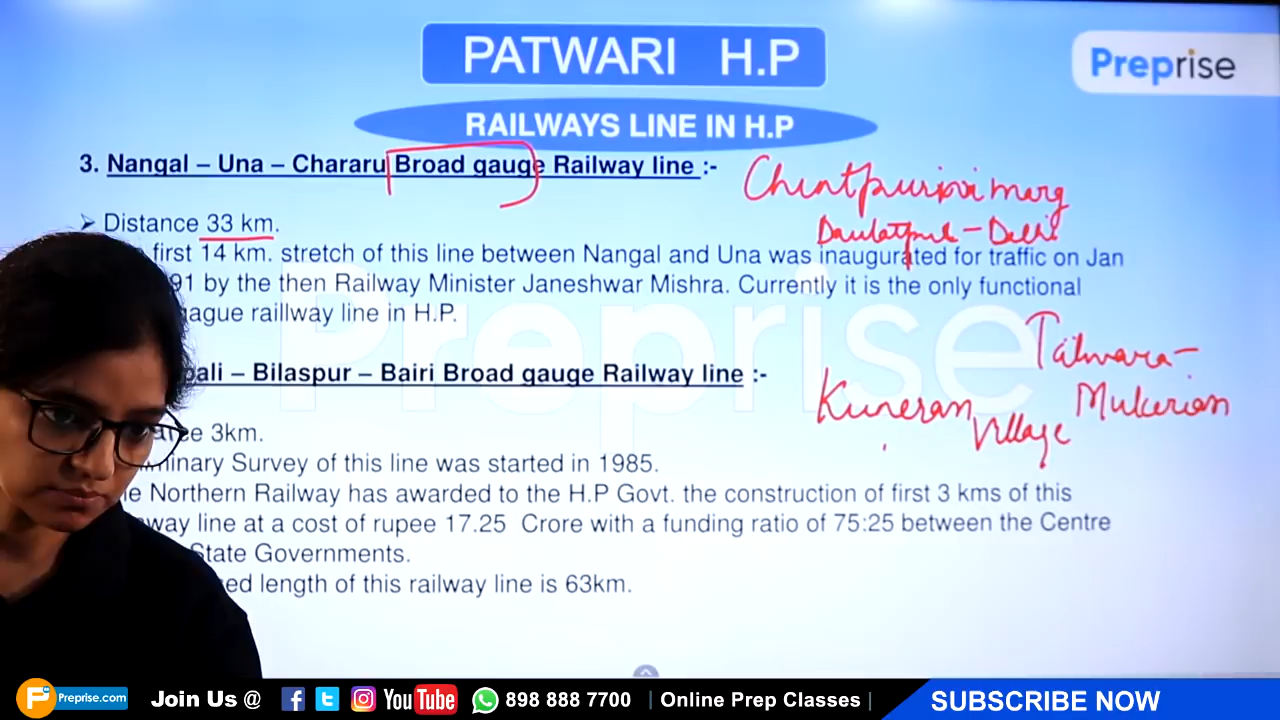 PATWARI H.P
Preprise
RAILWAYS LINE IN H.P
3. Nangal – Una – Chararu Broad gauge Railway line :-
Chintpurni marg
➢ Distance 33 km.
Daulatpur – Delhi
first 14 km. stretch of this line between Nangal and Una was inaugurated for traffic on Jan
91 by the then Railway Minister Janeshwar Mishra. Currently it is the only functional
gague raillway line in H.P.
Preprise
Talwara –
Mukerian
pali – Bilaspur – Bairi Broad gauge Railway line :-
Kuneran
Village
3km.
minary Survey of this line was started in 1985.
e Northern Railway has awarded to the H.P Govt. the construction of first 3 kms of this
way line at a cost of rupee 17.25 Crore with a funding ratio of 75:25 between the Centre
State Governments.
ed length of this railway line is 63km.
P Preprise.com
Join Us @
YouTube
898 888 7700
| Online Prep Classes |
SUBSCRIBE NOW